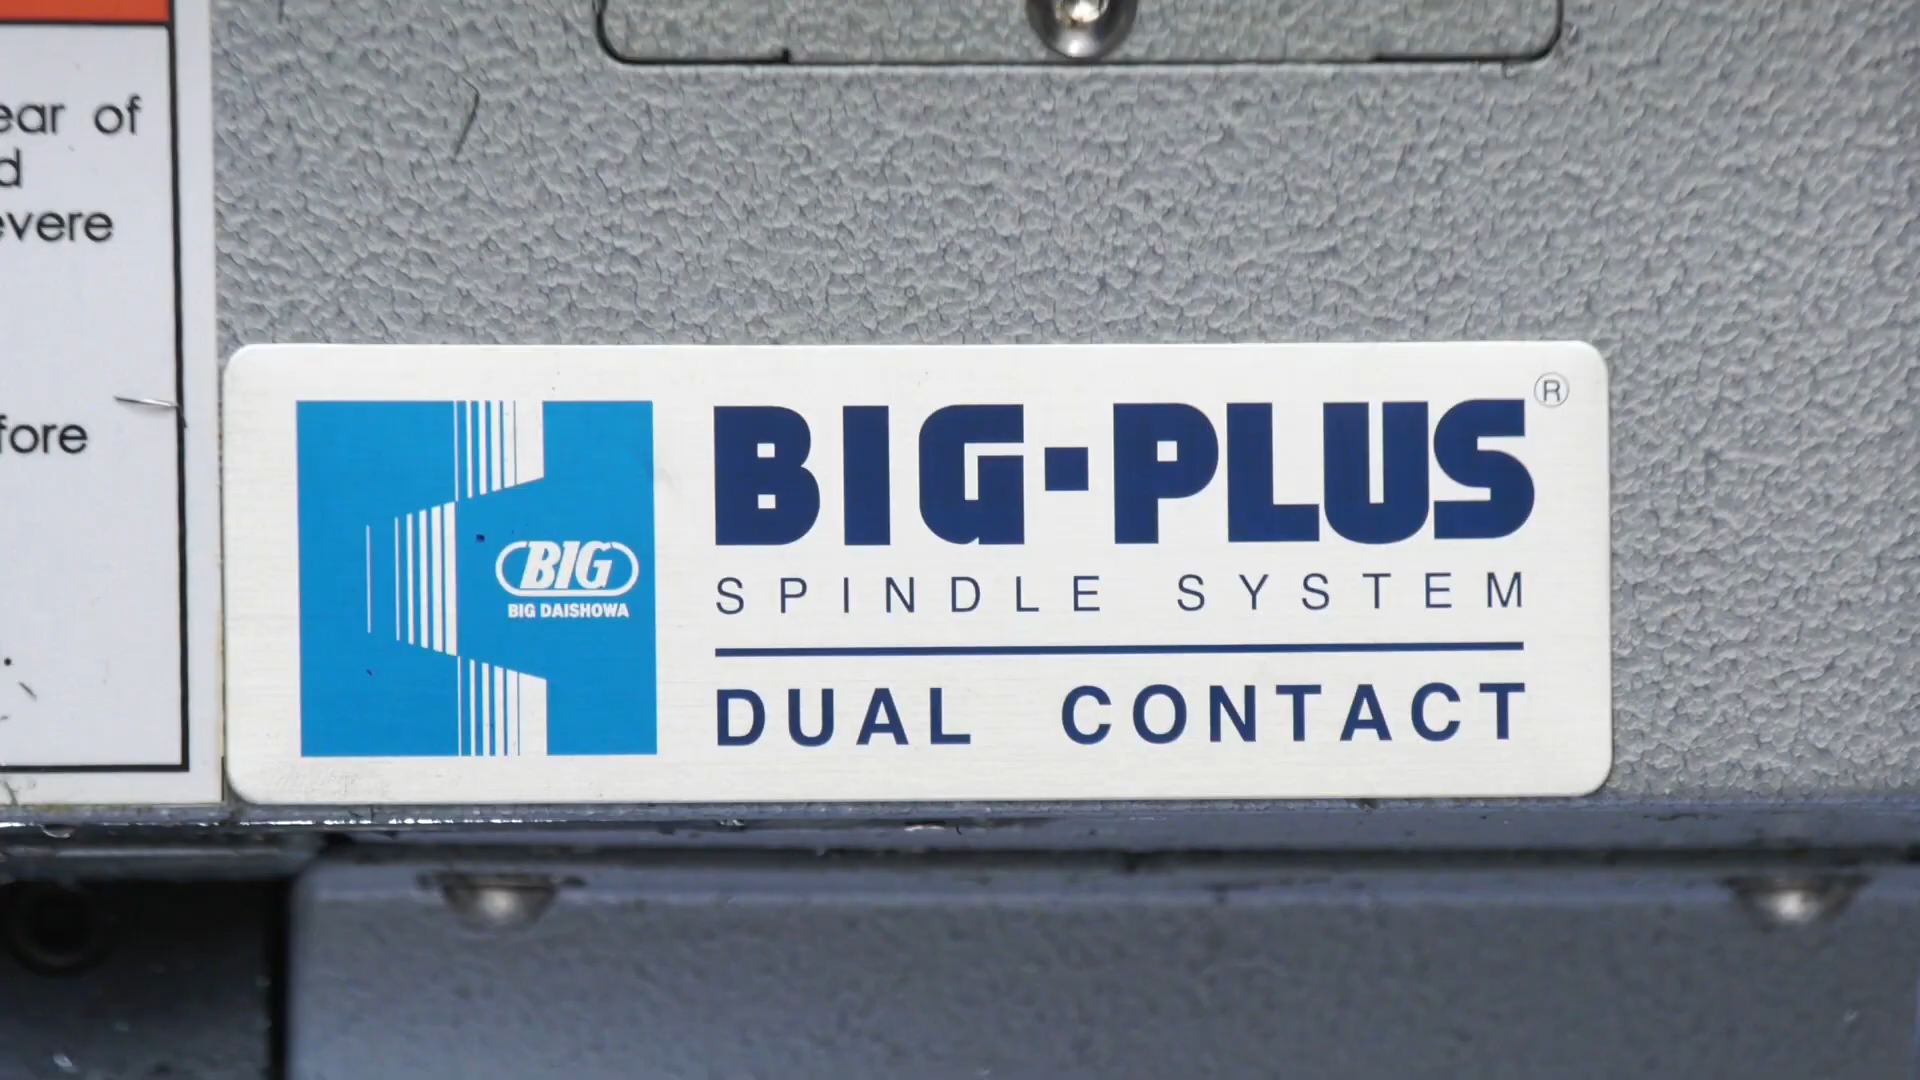 ear of
d
evere
fore
BIG
BIG DAISHOWA
BIG-PLUS®
SPINDLE SYSTEM
DUAL CONTACT